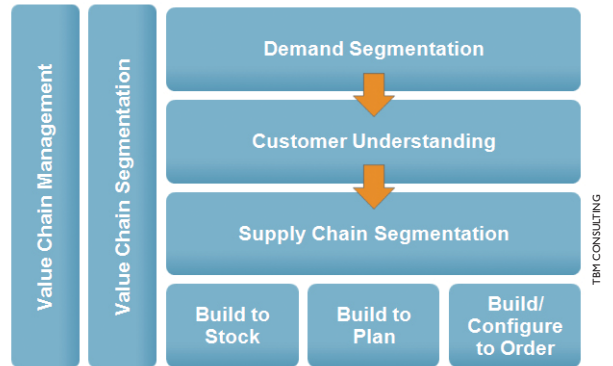 Value Chain Management
Value Chain Segmentation
Demand Segmentation
Customer Understanding
Supply Chain Segmentation
Build to
Stock
Build to
Plan
Build/
Configure
to Order
TBM CONSULTING